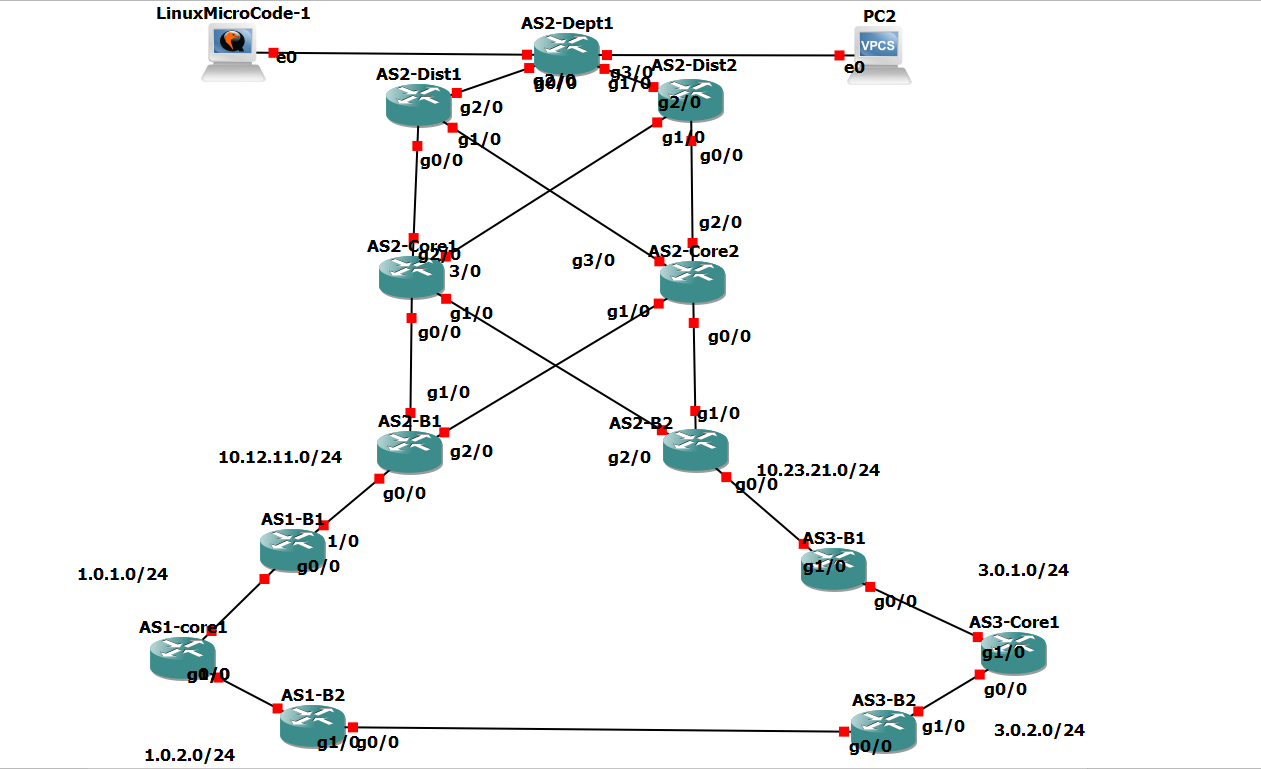 LinuxMicroCode-1
AS2-Dept1
PC2
VPCS
e0
e0
g0/0
g3/0
g1/0
AS2-Dist1
AS2-Dist2
g2/0
g2/0
g1/0
g1/0
g0/0
g0/0
g2/0
AS2-Core1
AS2-Core2
g2/0
g3/0
3/0
g1/0
g1/0
g0/0
g0/0
g1/0
g1/0
AS2-B1
AS2-B2
g2/0
g2/0
10.12.11.0/24
10.23.21.0/24
g0/0
g0/0
AS1-B1
AS3-B1
1/0
g0/0
g1/0
1.0.1.0/24
3.0.1.0/24
g0/0
AS1-core1
AS3-Core1
g1/0
g0/0
AS1-B2
AS3-B2
g1/0
g0/0
g1/0
g0/0
3.0.2.0/24
1.0.2.0/24